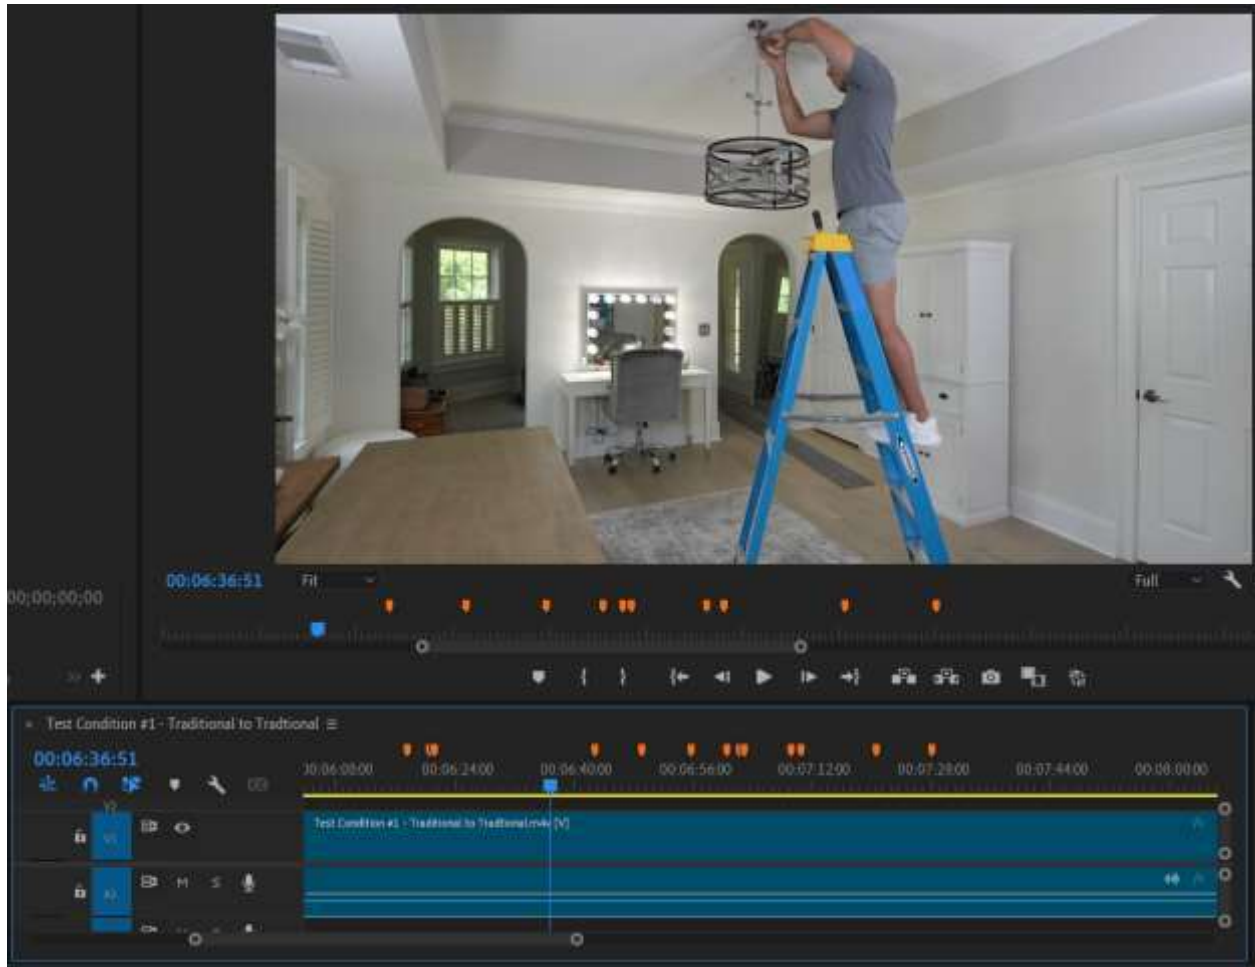 00:06:36:51
Fit
Full
00;00;00;00
Test Condition #1 - Traditional to Tradtional
00:06:36:51
00:06:08:00 00:06:24:00 00:06:40:00 00:06:56:00 00:07:12:00 00:07:28:00 00:07:44:00 00:08:00:00
V1
Test Condition #1 - Traditional to Tradtional.m4v [V]
fx
M S